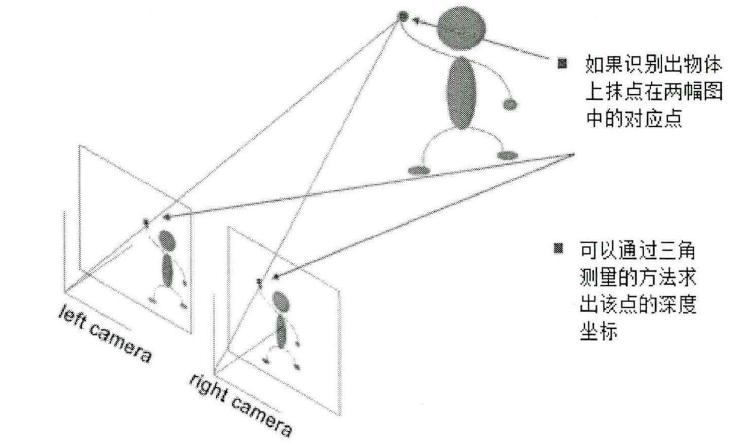 如果识别出物体
上抹点在两幅图
中的对应点
可以通过三角
测量的方法求
出该点的深度
坐标
left camera
right camera